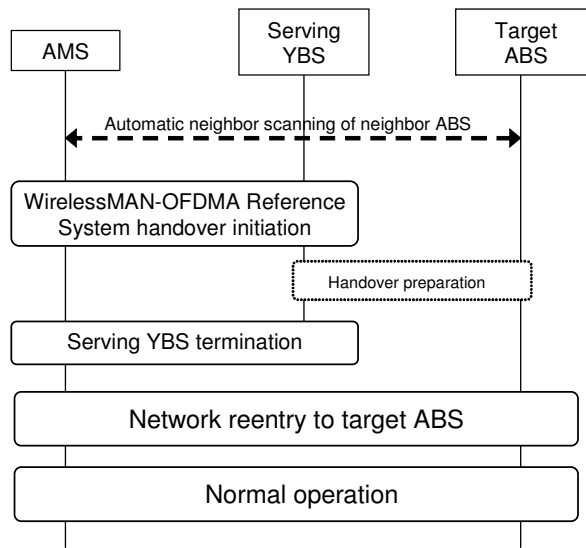 AMS
Serving
YBS
Target
ABS
Automatic neighbor scanning of neighbor ABS
WirelessMAN-OFDMA Reference
System handover initiation
Handover preparation
Serving YBS termination
Network reentry to target ABS
Normal operation